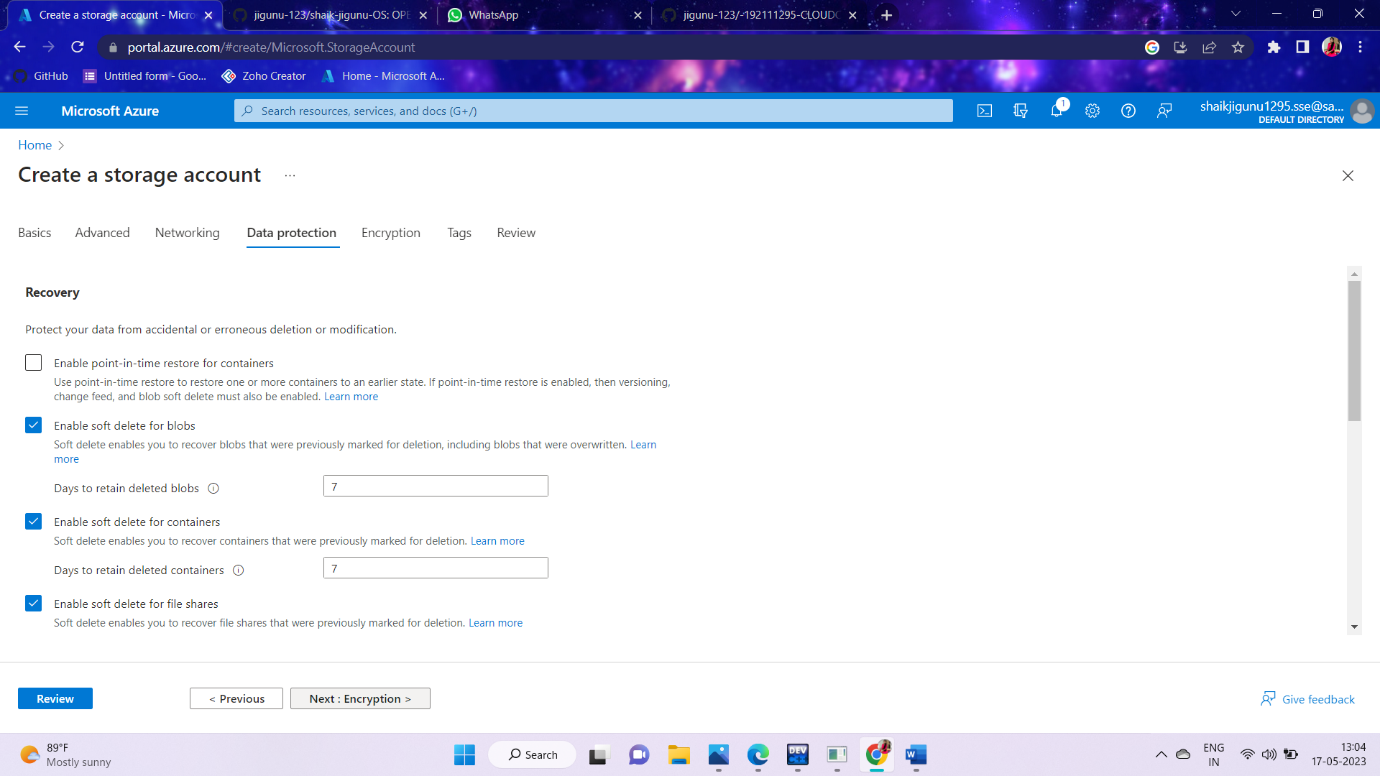 Create a storage account - Micro
jigunu-123/shaik-jigunu-OS: OPE
WhatsApp
jigunu-123/-192111295-CLOUDC
portal.azure.com/#create/Microsoft.StorageAccount
GitHub
Untitled form - Goo...
Zoho Creator
Home - Microsoft A...
Microsoft Azure
Search resources, services, and docs (G+/)
1
shaikjigunu1295.sse@sa...
DEFAULT DIRECTORY
Home
Create a storage account
...
Basics
Advanced
Networking
Data protection
Encryption
Tags
Review
Recovery
Protect your data from accidental or erroneous deletion or modification.
Enable point-in-time restore for containers
Use point-in-time restore to restore one or more containers to an earlier state. If point-in-time restore is enabled, then versioning,
change feed, and blob soft delete must also be enabled. Learn more
Enable soft delete for blobs
Soft delete enables you to recover blobs that were previously marked for deletion, including blobs that were overwritten. Learn
more
Days to retain deleted blobs
7
Enable soft delete for containers
Soft delete enables you to recover containers that were previously marked for deletion. Learn more
Days to retain deleted containers
7
Enable soft delete for file shares
Soft delete enables you to recover file shares that were previously marked for deletion. Learn more
Review
< Previous
Next : Encryption >
Give feedback
89°F
Mostly sunny
Search
DEV
ENG
IN
13:04
17-05-2023